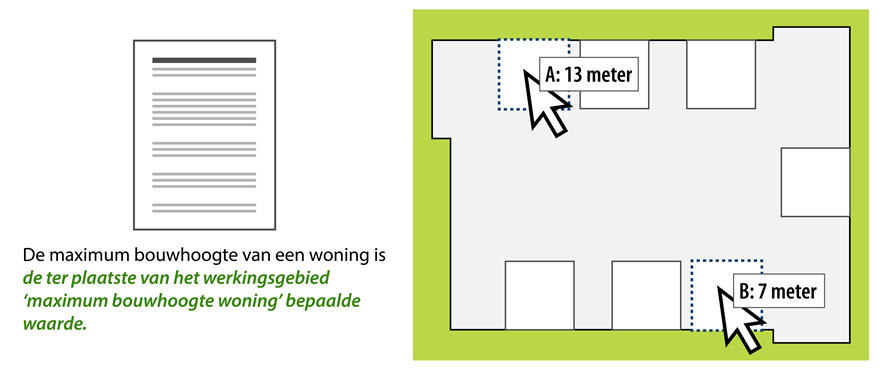 De maximum bouwhoogte van een woning is
de ter plaatste van het werkingsgebied
‘maximum bouwhoogte woning’ bepaalde
waarde.
A: 13 meter
B: 7 meter